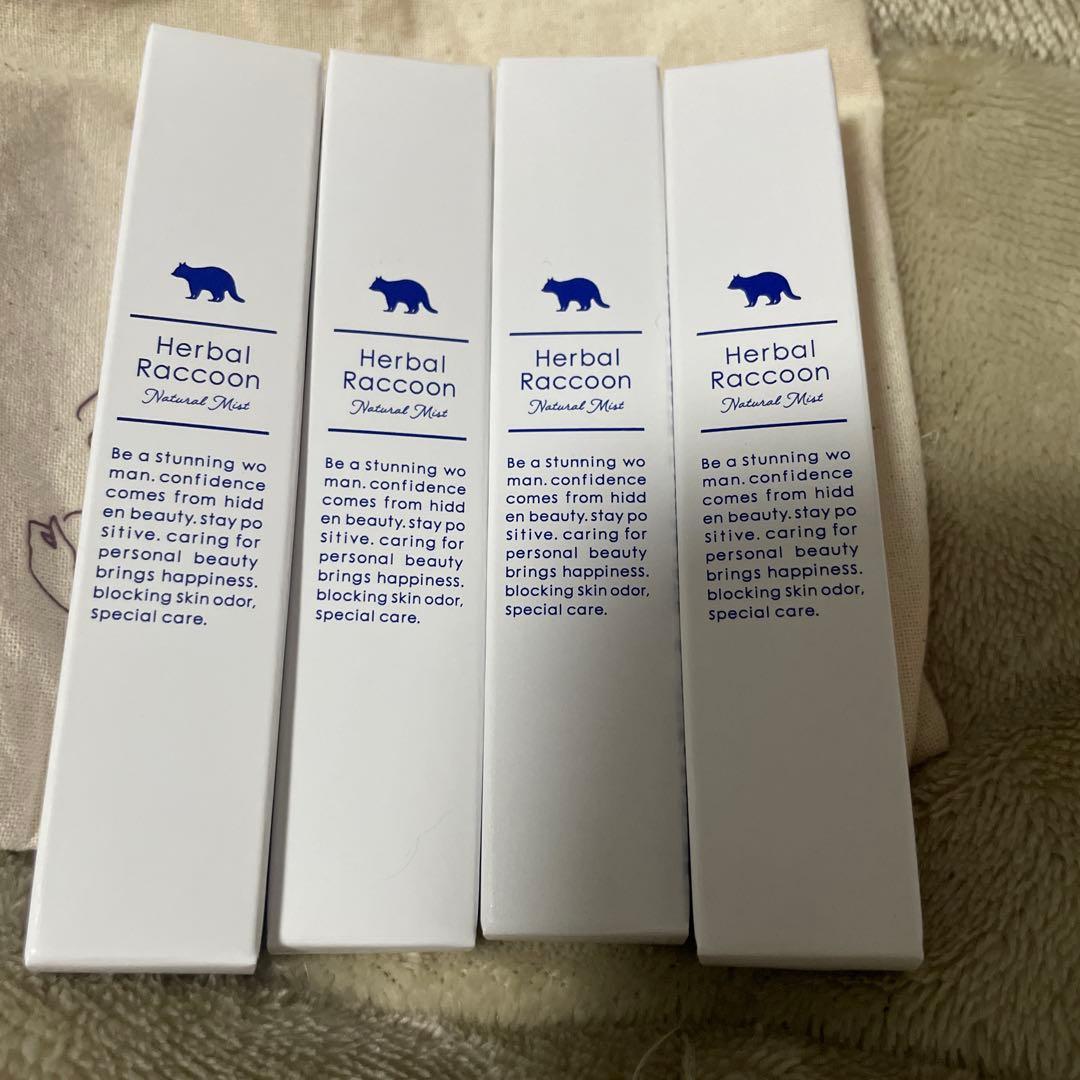 Herbal
Raccoon
Natural Mist
Be a stunning wo
man. confidence
comes from hidd
en beauty. stay po
sitive. caring for
personal beauty
brings happiness.
blocking skin odor,
special care.
Herbal
Raccoon
Natural Mist
Be a stunning wo
man. confidence
comes from hidd
en beauty. stay po
sitive. caring for
personal beauty
brings happiness.
blocking skin odor,
special care.
Herbal
Raccoon
Natural Mist
Be a stunning wo
man. confidence
comes from hidd
en beauty. stay po
sitive. caring for
personal beauty
brings happiness.
blocking skin odor,
special care.
Herbal
Raccoon
Natural Mist
Be a stunning wo
man. confidence
comes from hidd
en beauty. stay po
sitive. caring for
personal beauty
brings happiness.
blocking skin odor,
special care.